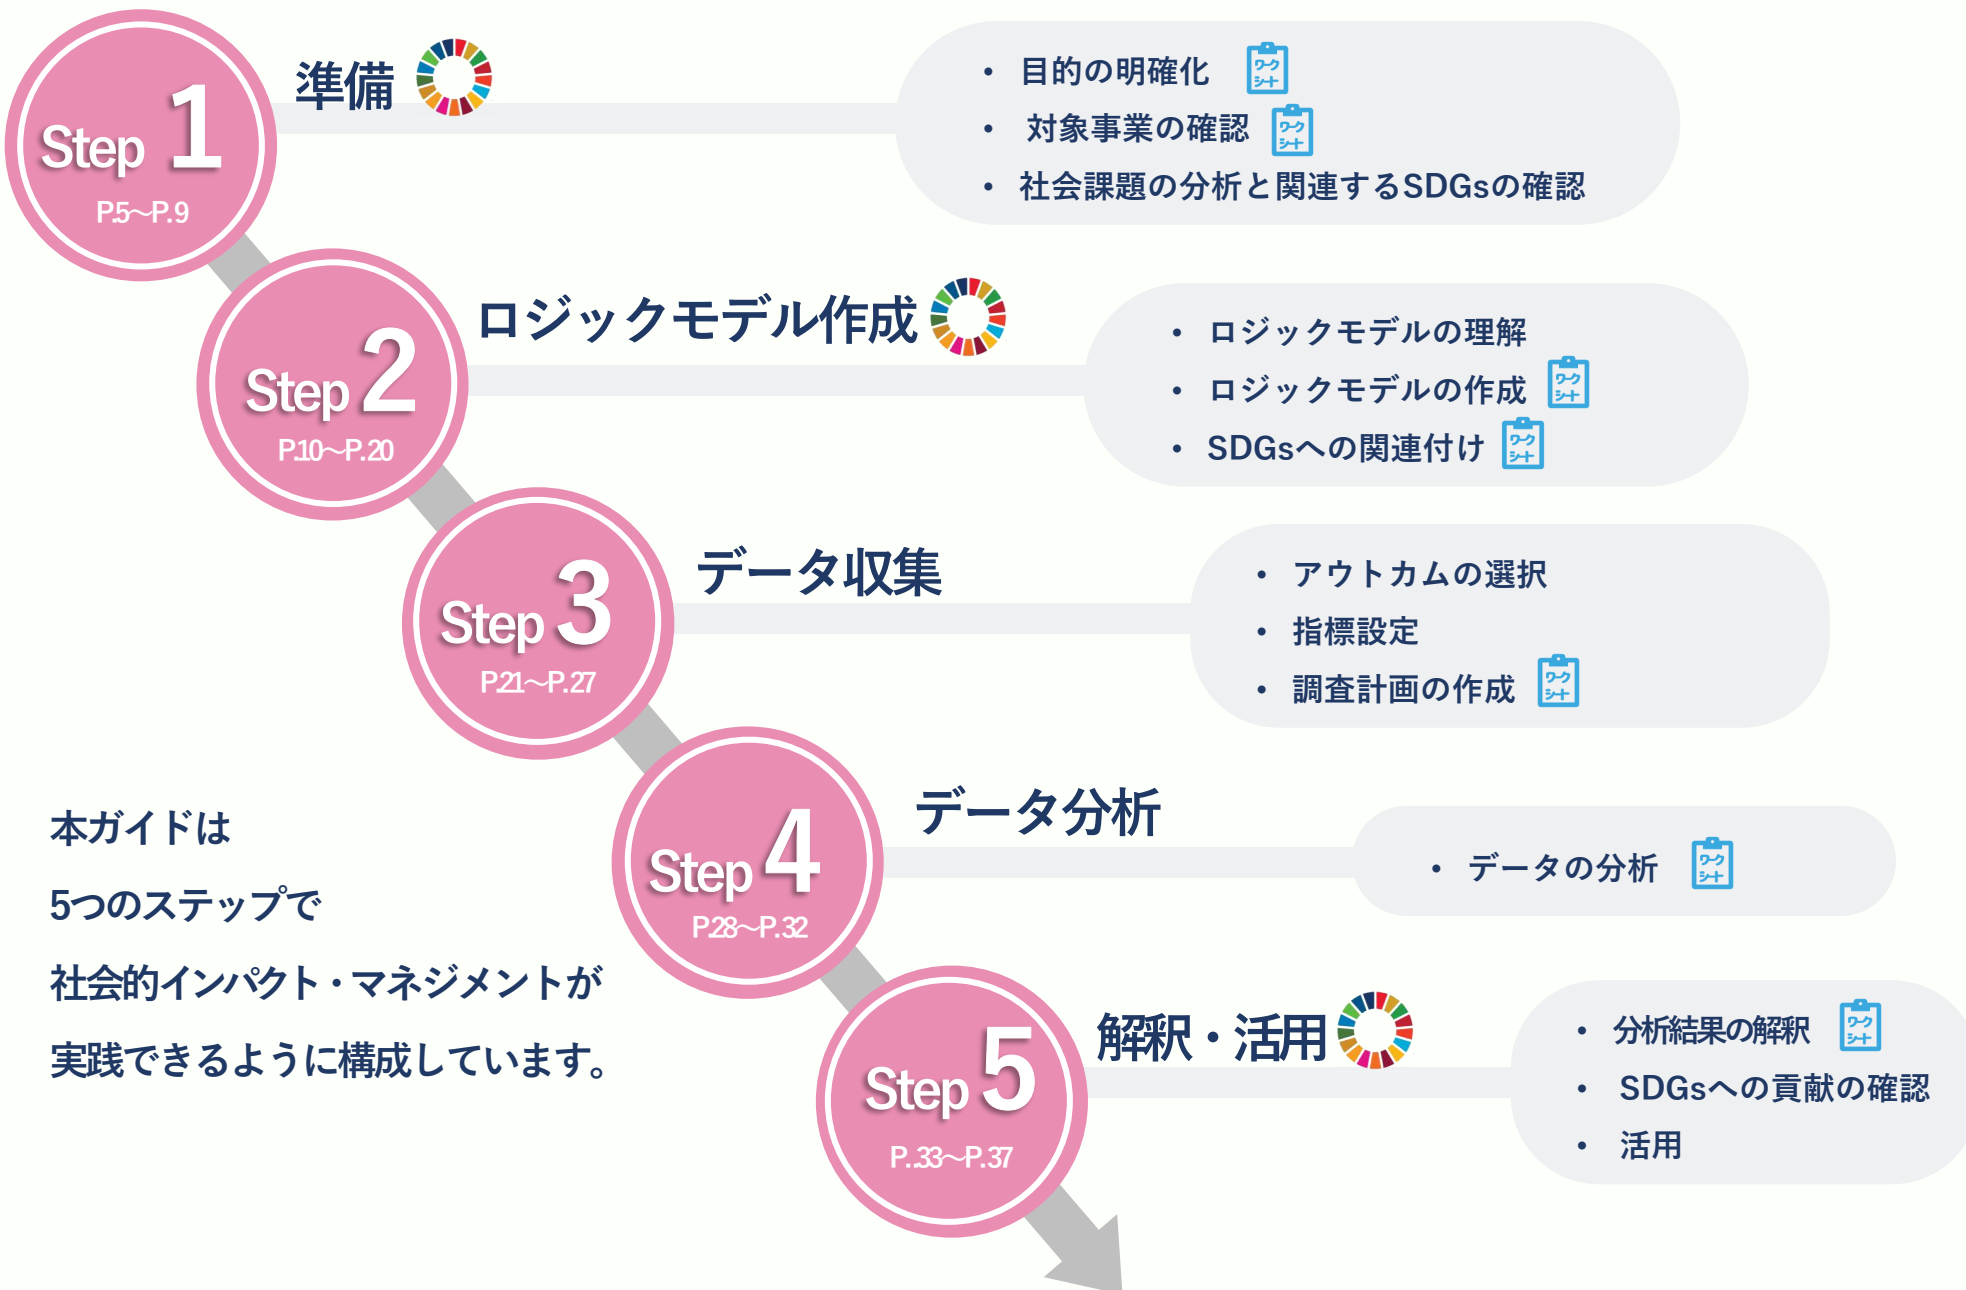 Step 1
P.5～P.9
準備
• 目的の明確化
ワークシート
• 対象事業の確認
ワークシート
• 社会課題の分析と関連するSDGsの確認
Step 2
P.10～P.20
ロジックモデル作成
• ロジックモデルの理解
• ロジックモデルの作成
ワークシート
• SDGsへの関連付け
ワークシート
Step 3
P.21～P.27
データ収集
• アウトカムの選択
• 指標設定
• 調査計画の作成
ワークシート
Step 4
P.28～P.32
データ分析
• データの分析
ワークシート
Step 5
P..33～P.37
解釈・活用
• 分析結果の解釈
ワークシート
• SDGsへの貢献の確認
• 活用
本ガイドは
5つのステップで
社会的インパクト・マネジメントが
実践できるように構成しています。